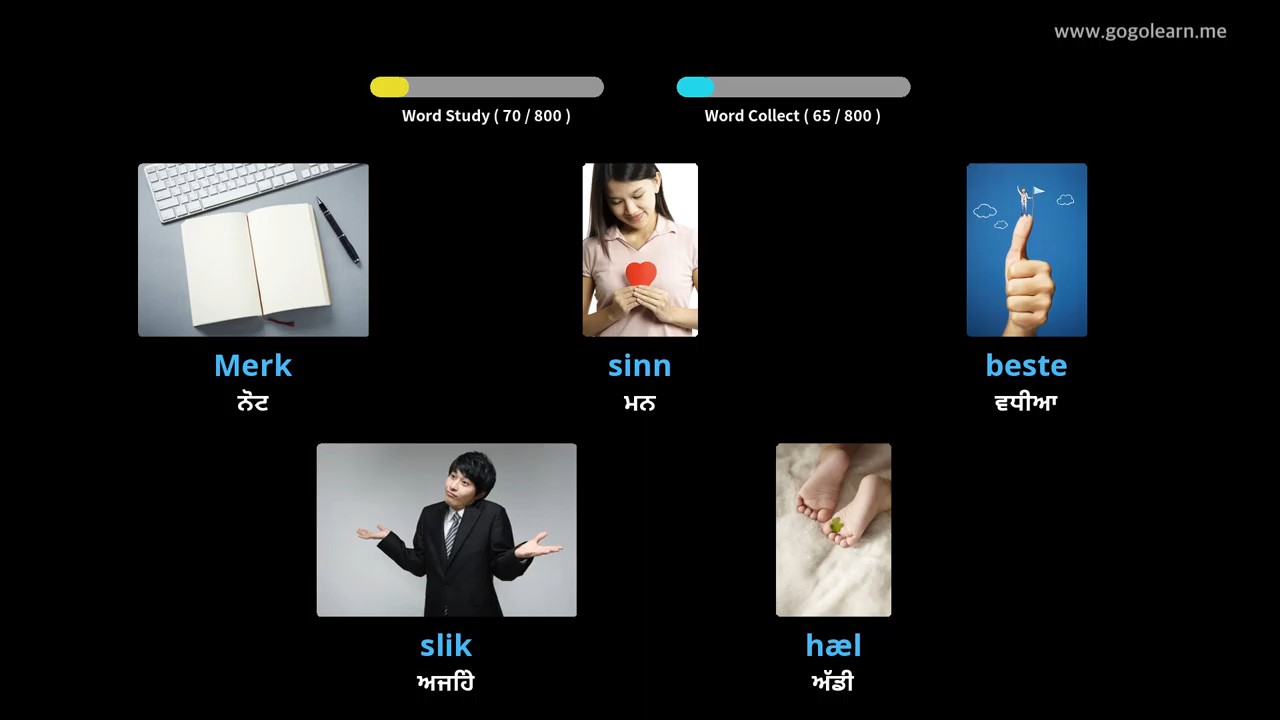 www.gogolearn.me
Word Study ( 70 / 800 )
Word Collect ( 65 / 800 )
Merk
sinn
beste
ਨੋਟ
ਮਨ
ਵਧੀਆ
slik
hæl
ਅਜਿਹੇ
ਅੱਡੀ